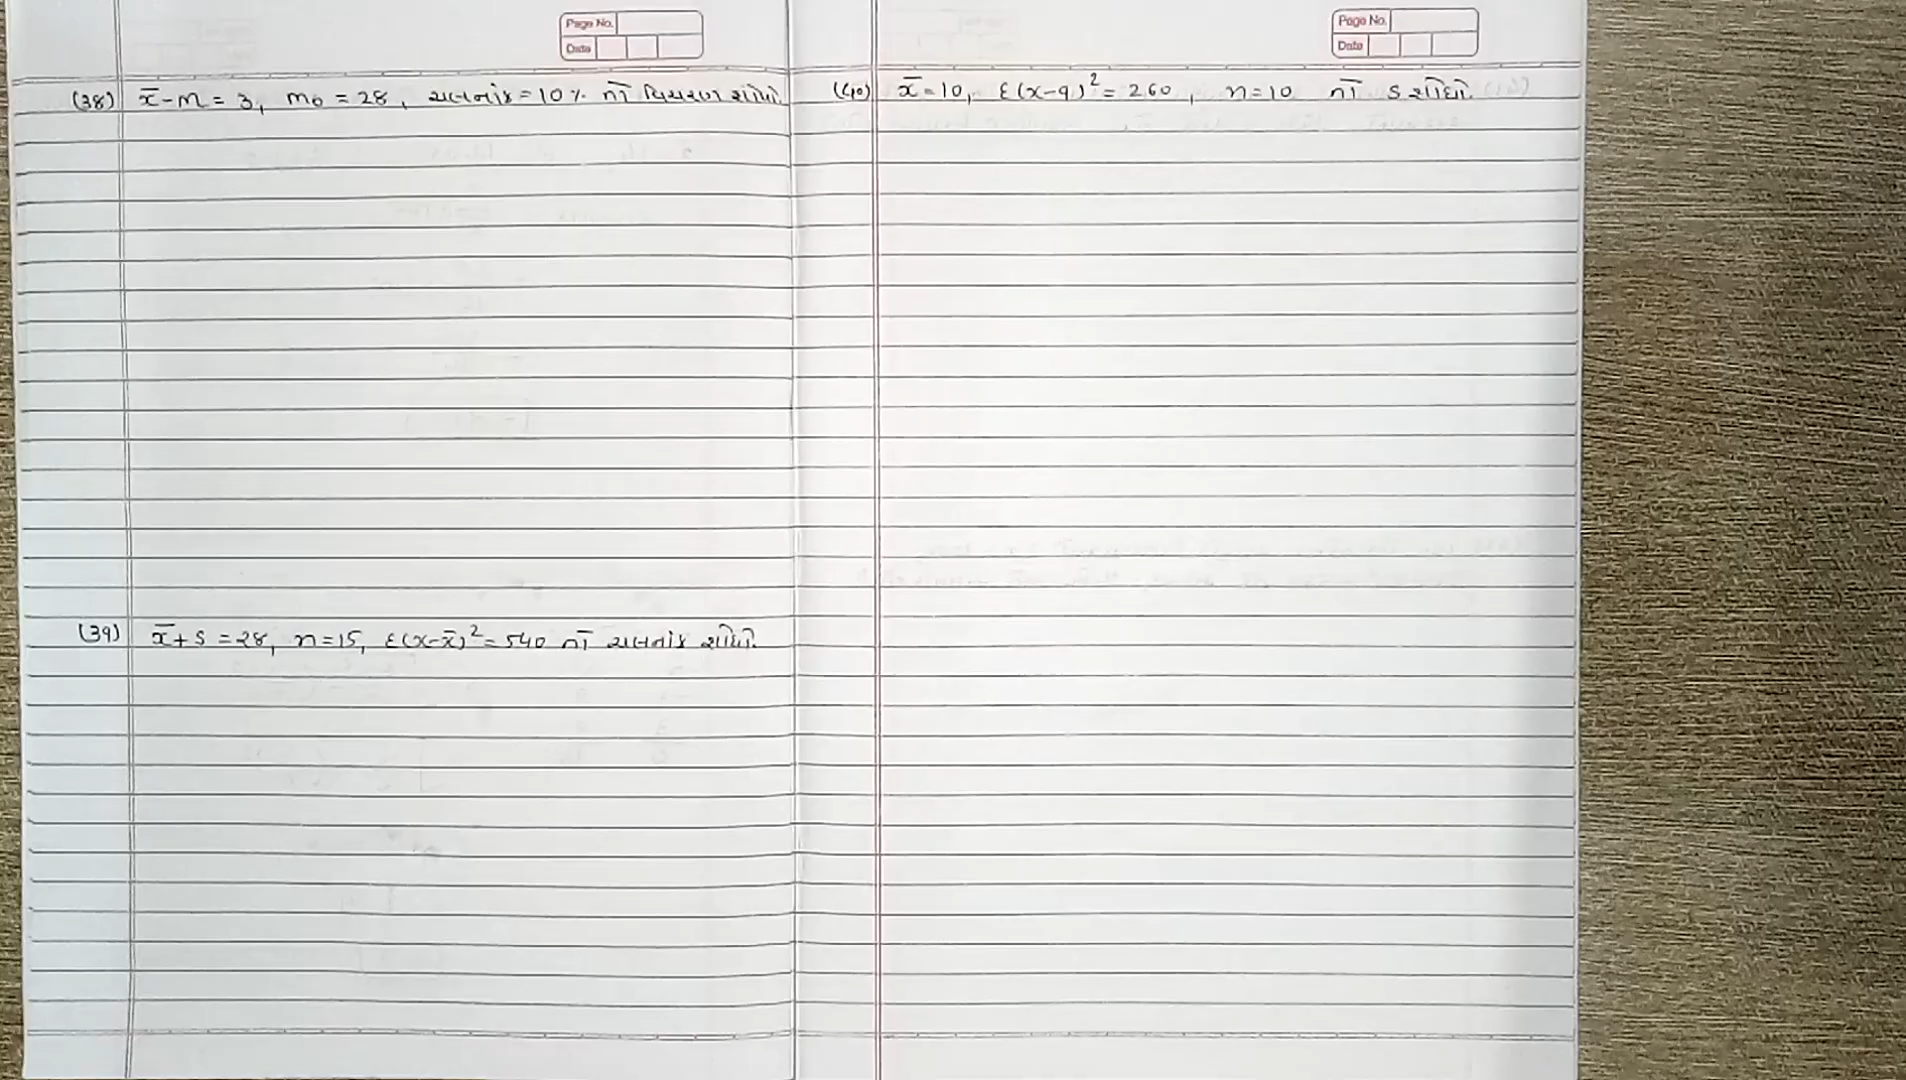 Page No.
Date
(38) x̄-M = 3, Mo = 28, ચલનાંક = 10% તો વિચરણ શોધો.
(39) x̄+s = 28, n=15, Σ(x-x̄)² = 540 તો ચલનાંક શોધો.
Page No.
Date
(40) x̄=10, Σ(x-9)² = 260, n=10 તો s શોધો.